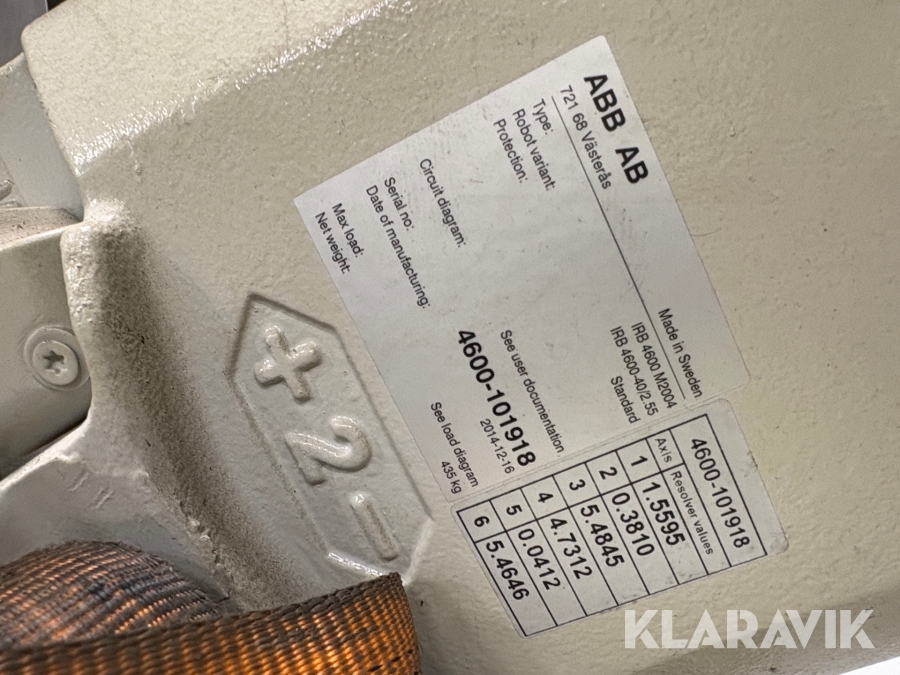 ABB AB
721 68 Västerås
Made in Sweden
Type: IRB 4600 M2004
Robot variant: IRB 4600-40/2.55
Protection: Standard
Circuit diagram: See user documentation
Serial no: 4600-101918
Date of manufacturing: 2014-12-16
Max load: See load diagram
Net weight: 435 kg
4600-101918
Axis Resolver values
1 1.5595
2 0.3810
3 5.4845
4 4.7312
5 0.0412
6 5.4646
+ 2 -
KLARAVIK